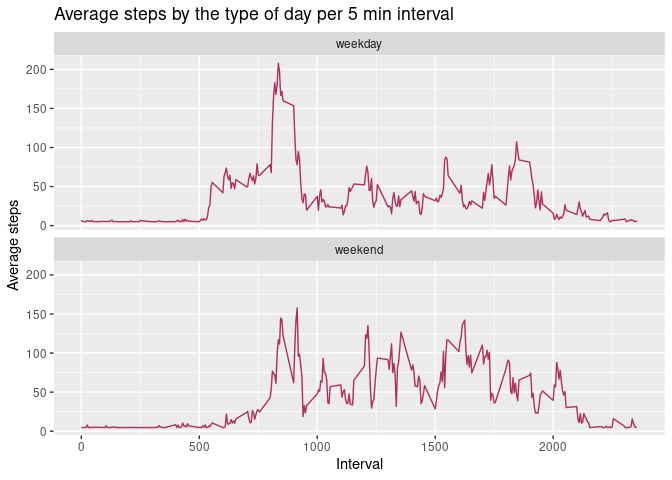 Average steps by the type of day per 5 min interval
weekday
200
150
100
50
0
weekend
200
150
100
50
0
Average steps
0 500 1000 1500 2000
Interval